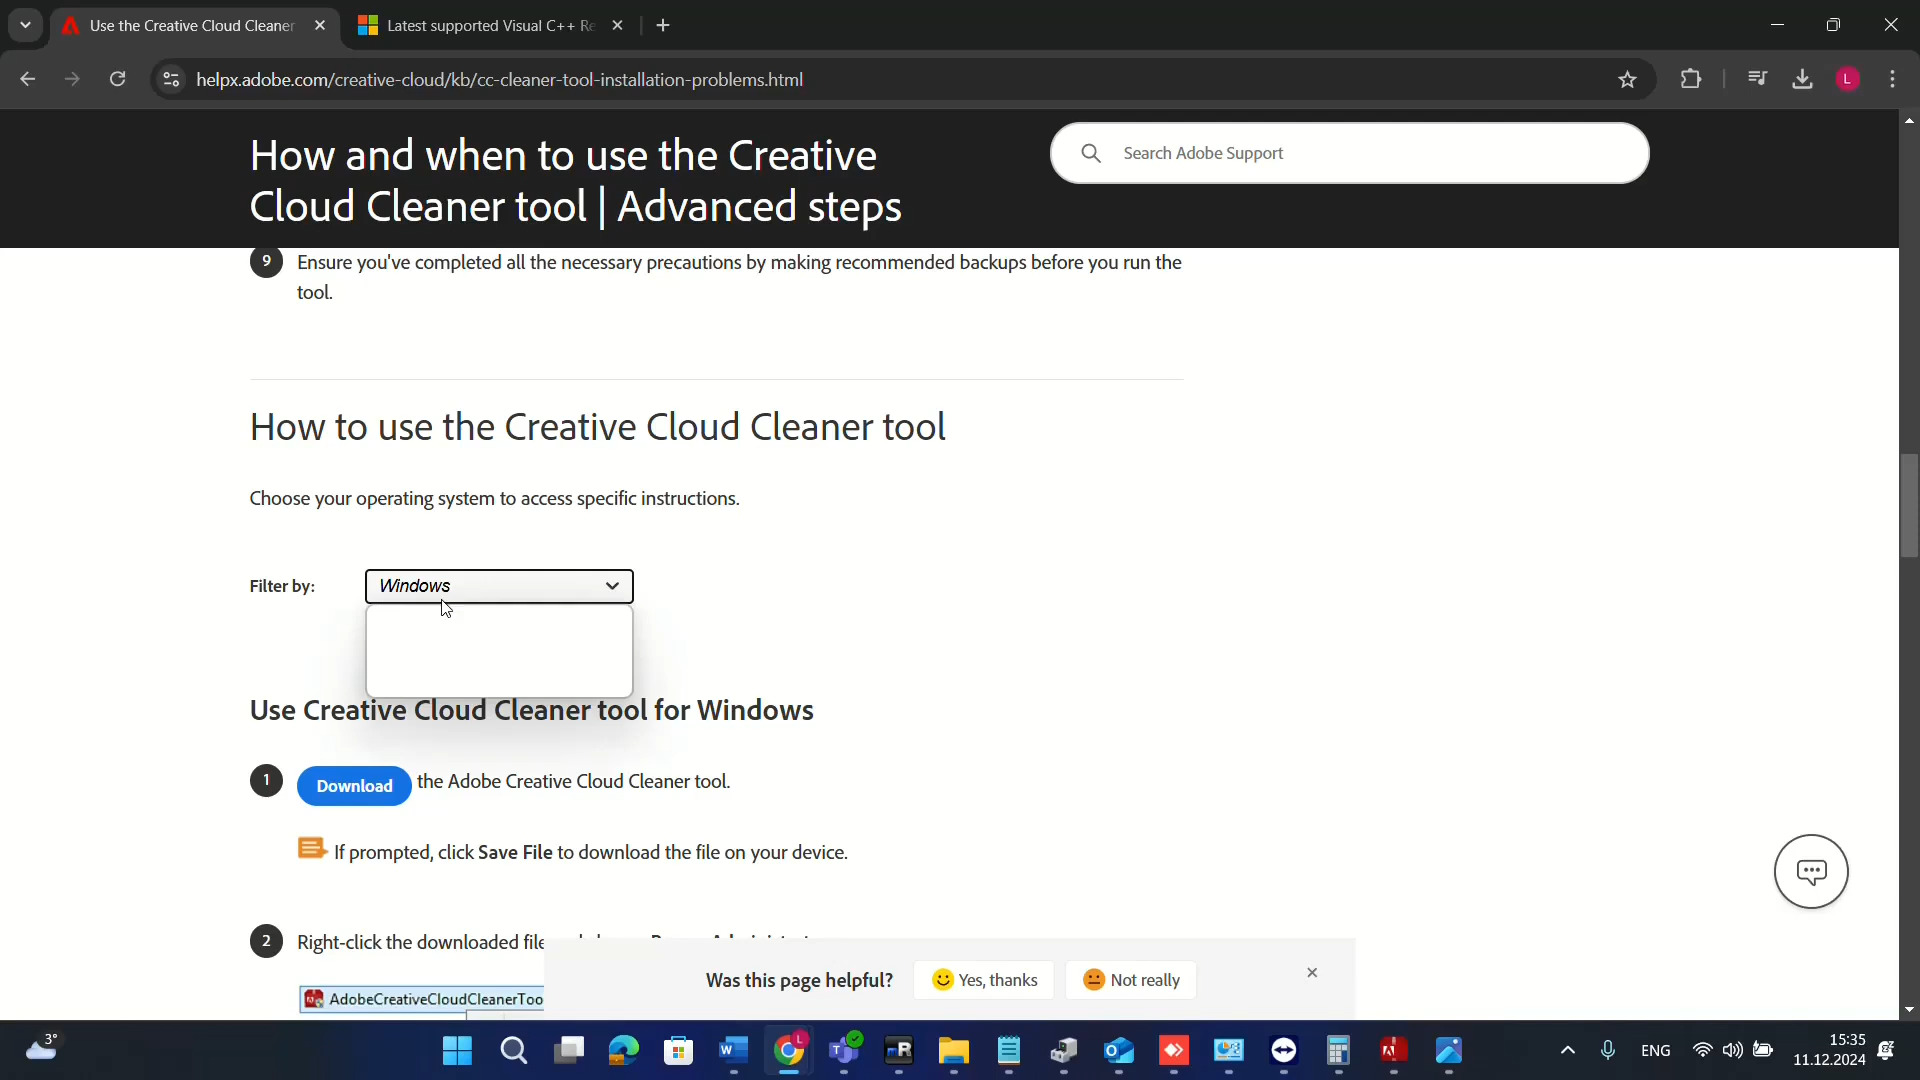 Use the Creative Cloud Cleaner
Latest supported Visual C++ Re
helpx.adobe.com/creative-cloud/kb/cc-cleaner-tool-installation-problems.html
L
How and when to use the Creative
Cloud Cleaner tool | Advanced steps
Search Adobe Support
9 Ensure you've completed all the necessary precautions by making recommended backups before you run the
tool.
How to use the Creative Cloud Cleaner tool
Choose your operating system to access specific instructions.
Filter by: Windows
Use Creative Cloud Cleaner tool for Windows
1 Download the Adobe Creative Cloud Cleaner tool.
If prompted, click Save File to download the file on your device.
2 Right-click the downloaded file
AdobeCreativeCloudCleanerToo
Was this page helpful? Yes, thanks Not really
3°
ENG
15:35
11.12.2024